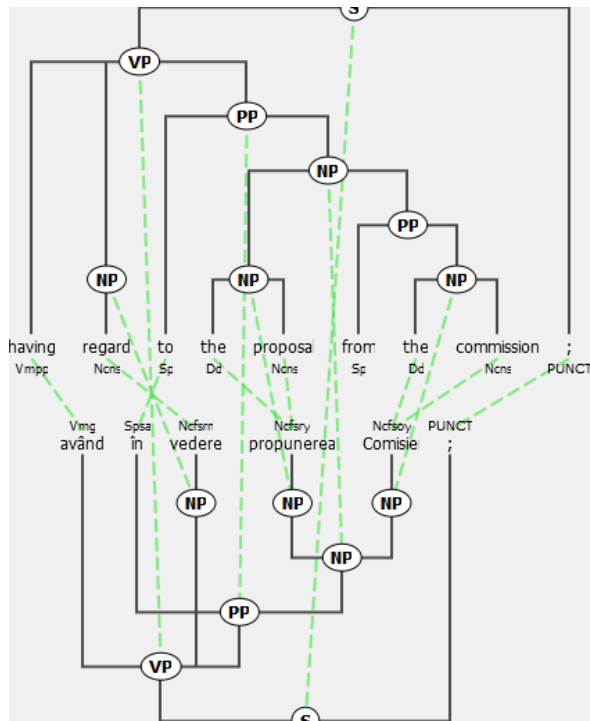 S
VP
PP
NP
PP
NP NP NP
having regard to the proposal from the commission ;
Vmpp Ncns Sp Dd Ncns Sp Dd Ncns PUNCT
Vmg Spsa Ncfsrn Ncfsry Ncfsoy PUNCT
având în vedere propunerea Comisie ;
NP NP NP
NP
PP
VP
S